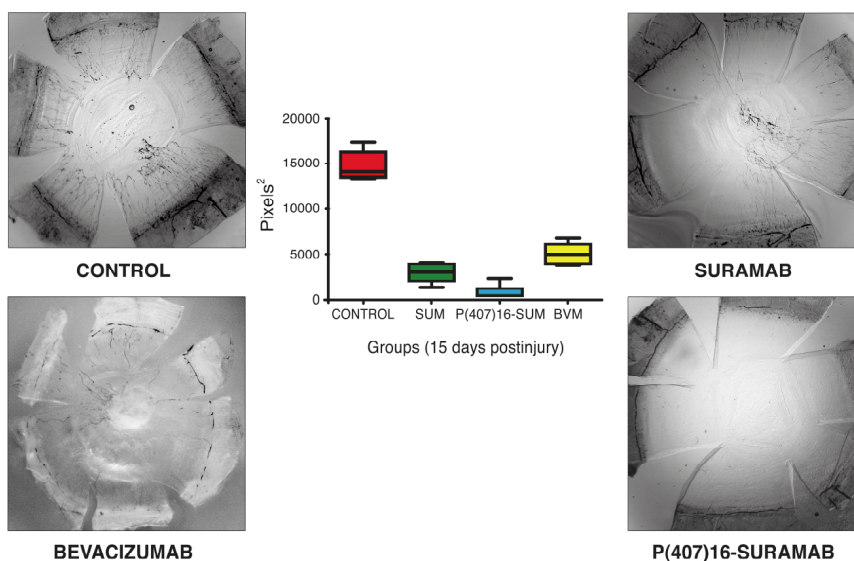 CONTROL
SURAMAB
Pixels²
20000
15000
10000
5000
0
CONTROL SUM P(407)16-SUM BVM
Groups (15 days postinjury)
BEVACIZUMAB
P(407)16-SURAMAB